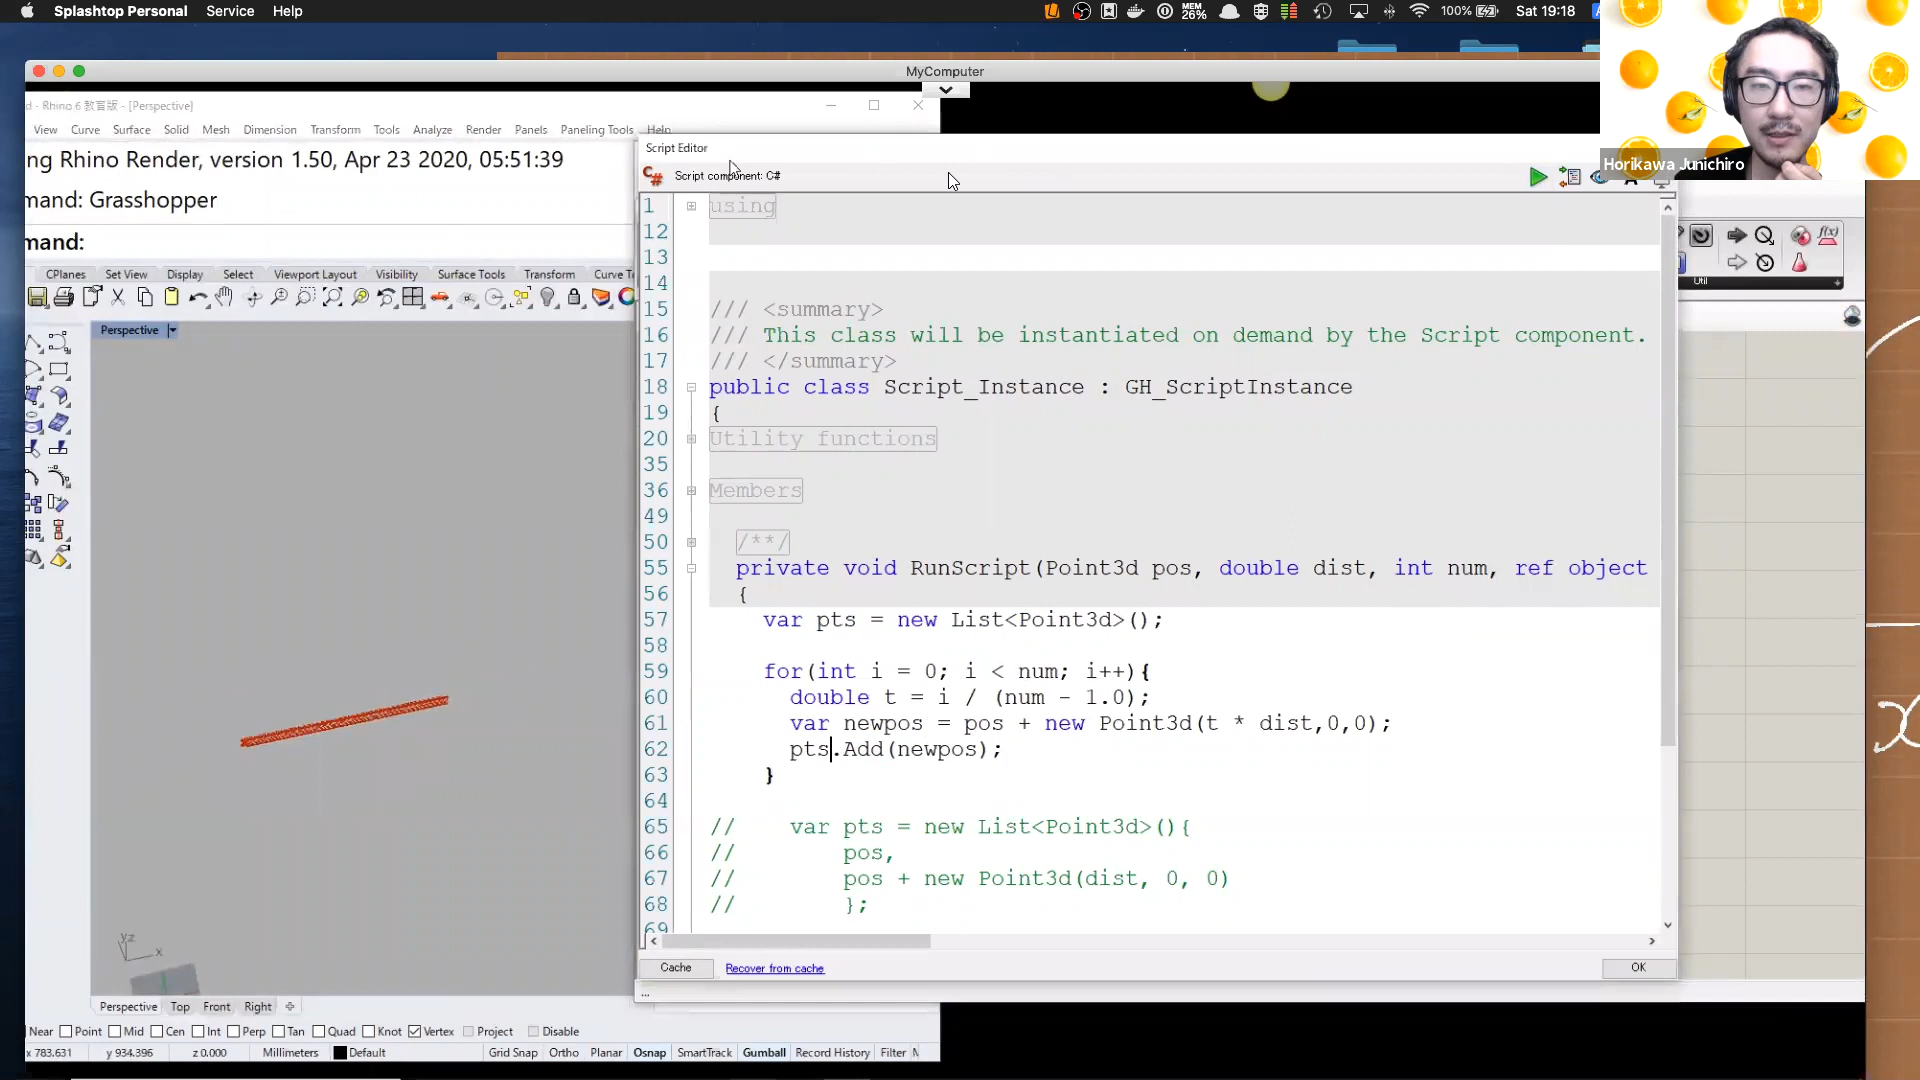 Splashtop Personal Service Help
MEM 26% 100% Sat 19:18
MyComputer
d - Rhino 6 教育版 - [Perspective]
View Curve Surface Solid Mesh Dimension Transform Tools Analyze Render Panels Paneling Tools Help
ng Rhino Render, version 1.50, Apr 23 2020, 05:51:39
mand: Grasshopper
mand:
CPlanes Set View Display Select Viewport Layout Visibility Surface Tools Transform Curve T
Perspective
yz
x
Perspective Top Front Right
Near Point Mid Cen Int Perp Tan Quad Knot Vertex Project Disable
x 783.631 y 934.396 z 0.000 Millimeters Default Grid Snap Ortho Planar Osnap SmartTrack Gumball Record History Filter
Script Editor
Script component: C#
1 using
12
13
14
15 /// <summary>
16 /// This class will be instantiated on demand by the Script component.
17 /// </summary>
18 public class Script_Instance : GH_ScriptInstance
19 {
20 Utility functions
35
36 Members
49
50 /**/
55 private void RunScript(Point3d pos, double dist, int num, ref object
56 {
57 var pts = new List<Point3d>();
58
59 for(int i = 0; i < num; i++){
60 double t = i / (num - 1.0);
61 var newpos = pos + new Point3d(t * dist,0,0);
62 pts.Add(newpos);
63 }
64
65 // var pts = new List<Point3d>(){
66 // pos,
67 // pos + new Point3d(dist, 0, 0)
68 // };
69
Cache Recover from cache OK
...
Horikawa Junichiro
f(x)
Util
x